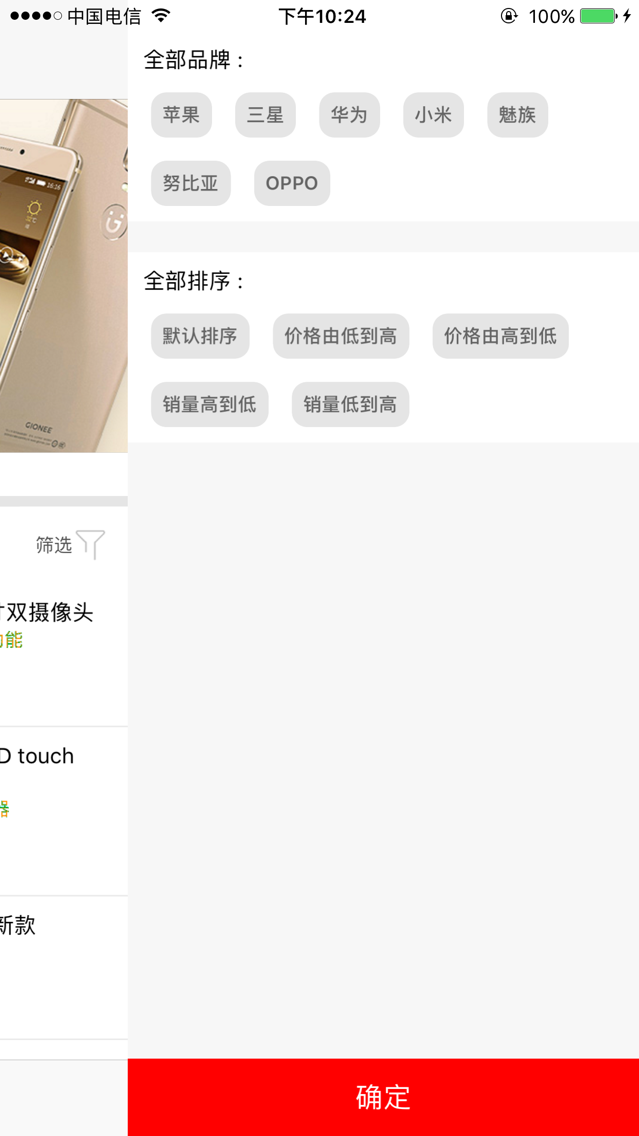 中国电信
下午10:24
100%
全部品牌：
苹果
三星
华为
小米
魅族
努比亚
OPPO
全部排序：
默认排序
价格由低到高
价格由高到低
销量高到低
销量低到高
GIONEE
筛选
寸双摄像头
功能
D touch
器
新款
确定